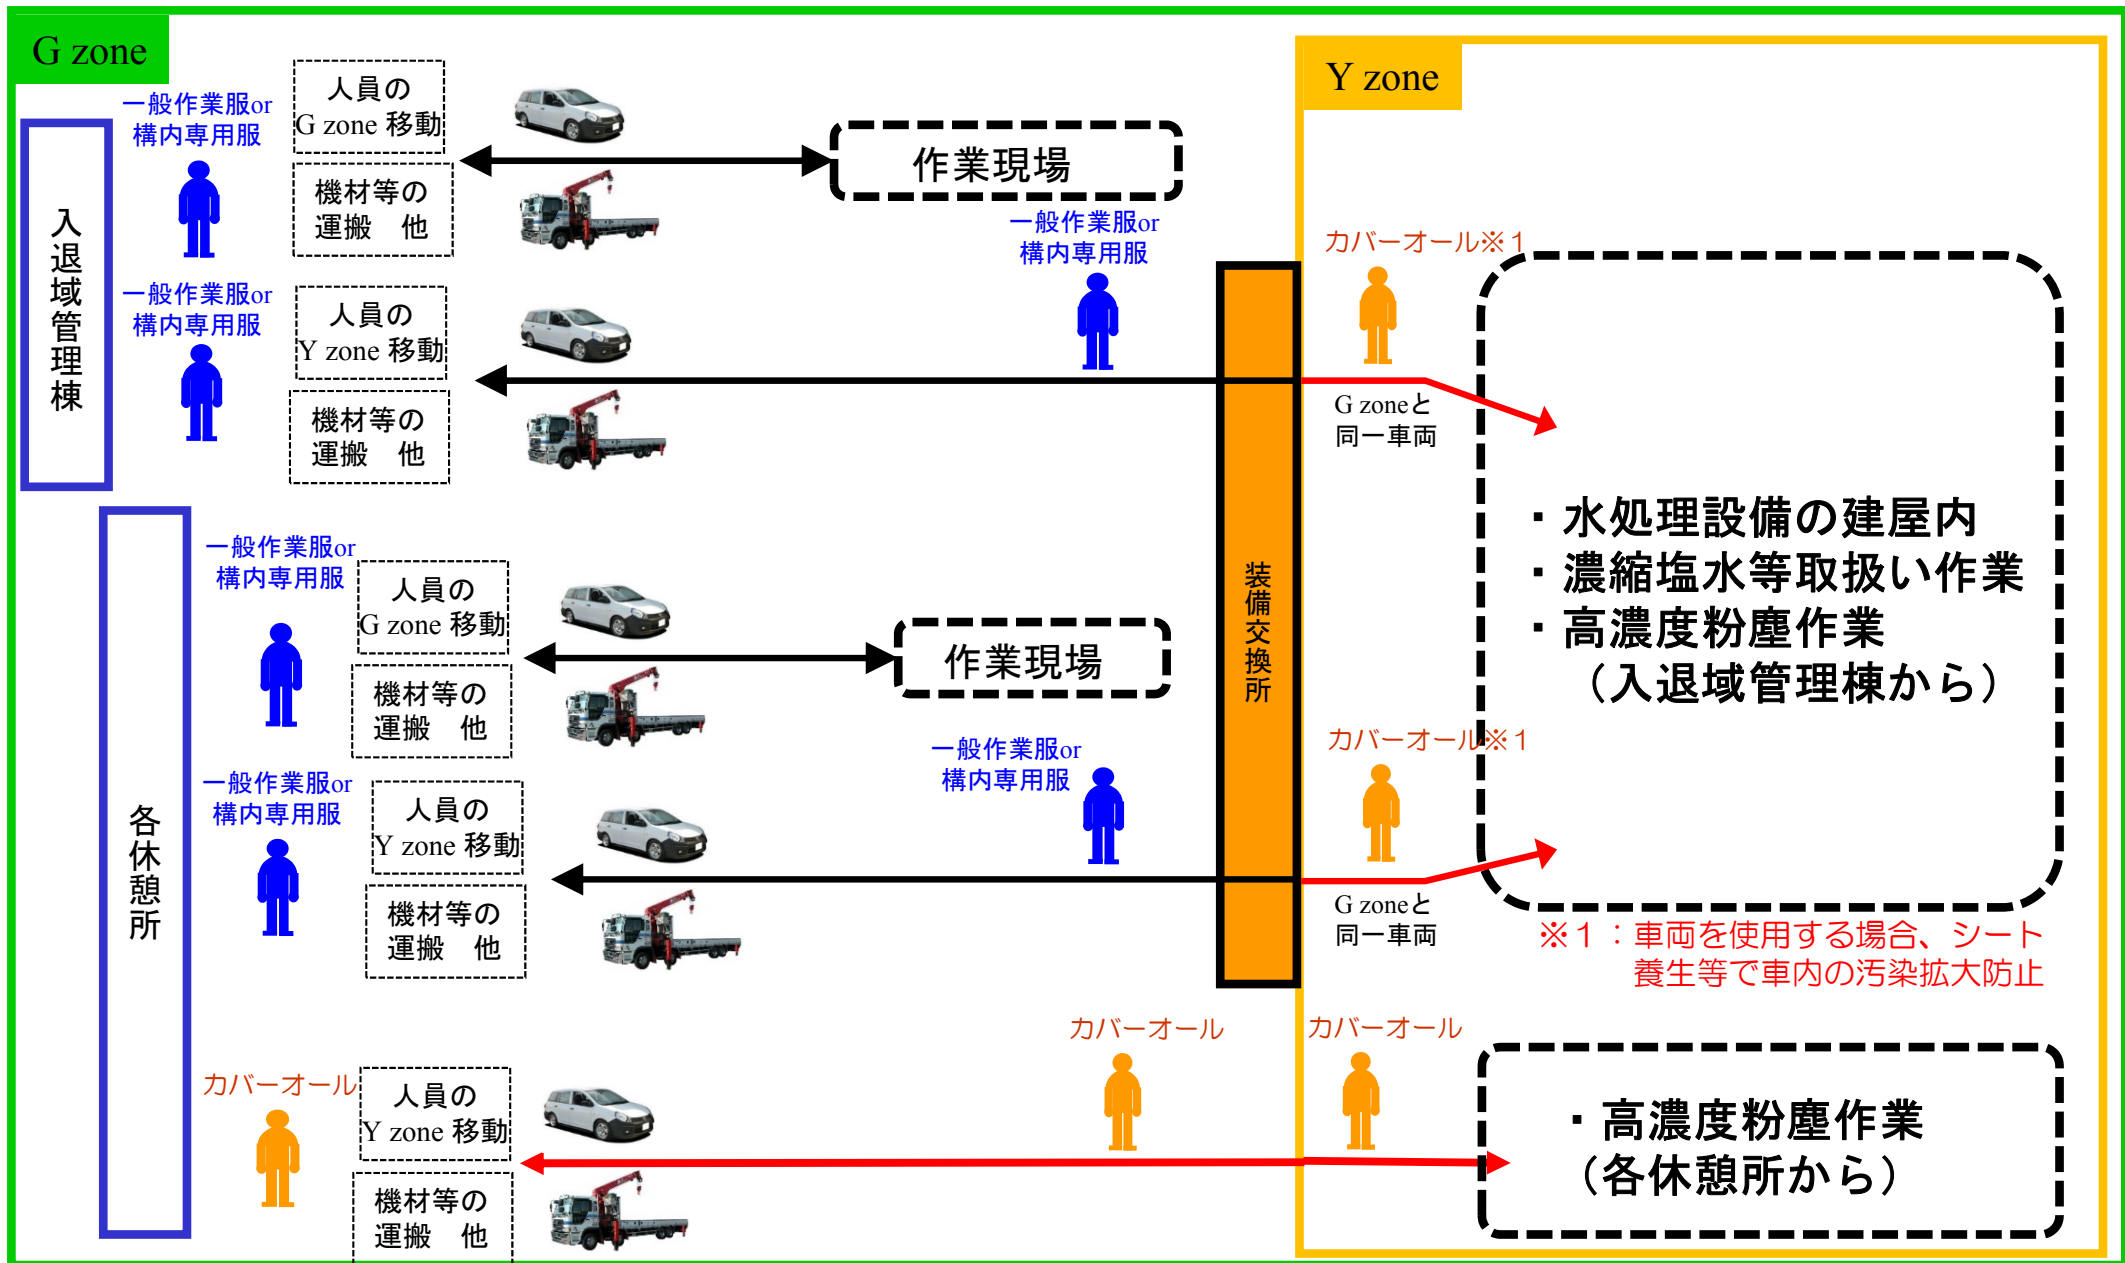 G zone
Y zone
一般作業服or
構内専用服
人員の
G zone 移動
機材等の
運搬　他
作業現場
入退域管理棟
一般作業服or
構内専用服
人員の
Y zone 移動
機材等の
運搬　他
一般作業服or
構内専用服
カバーオール※１
G zoneと
同一車両
・水処理設備の建屋内
・濃縮塩水等取扱い作業
・高濃度粉塵作業
（入退域管理棟から）
装備交換所
各休憩所
一般作業服or
構内専用服
人員の
G zone 移動
機材等の
運搬　他
作業現場
一般作業服or
構内専用服
人員の
Y zone 移動
機材等の
運搬　他
一般作業服or
構内専用服
カバーオール※１
G zoneと
同一車両
※１：車両を使用する場合、シート
養生等で車内の汚染拡大防止
カバーオール
人員の
Y zone 移動
機材等の
運搬　他
カバーオール
カバーオール
・高濃度粉塵作業
（各休憩所から）